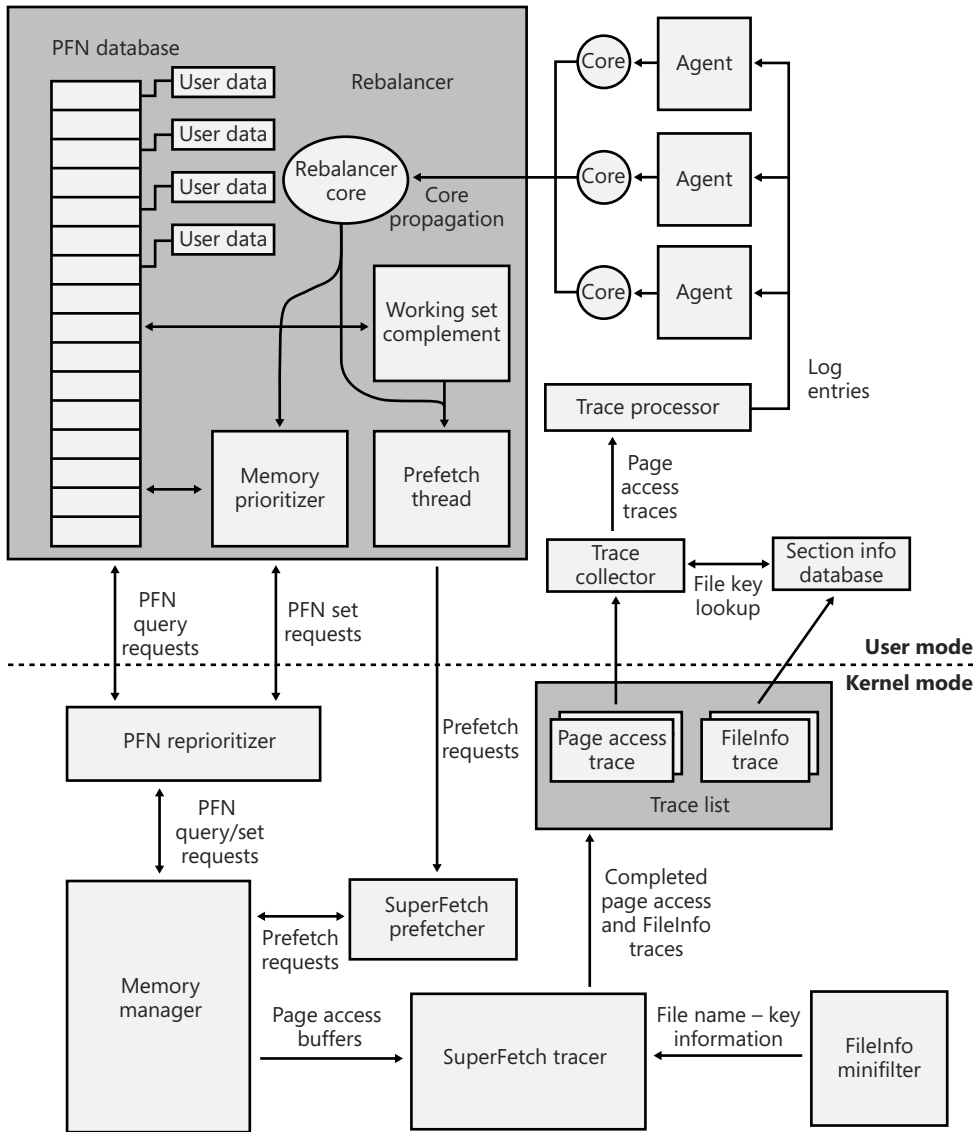 PFN database
User data
User data
User data
User data
Rebalancer
Rebalancer
core
Core
propagation
Working set
complement
Memory
prioritizer
Prefetch
thread
Core
Agent
Core
Agent
Core
Agent
Log
entries
Trace processor
Page
access
traces
Trace
collector
File key
lookup
Section info
database
PFN
query
requests
PFN set
requests
User mode
Kernel mode
PFN reprioritizer
Prefetch
requests
Page access
trace
FileInfo
trace
Trace list
PFN
query/set
requests
Completed
page access
and FileInfo
traces
Memory
manager
Prefetch
requests
SuperFetch
prefetcher
Page access
buffers
SuperFetch tracer
File name – key
information
FileInfo
minifilter